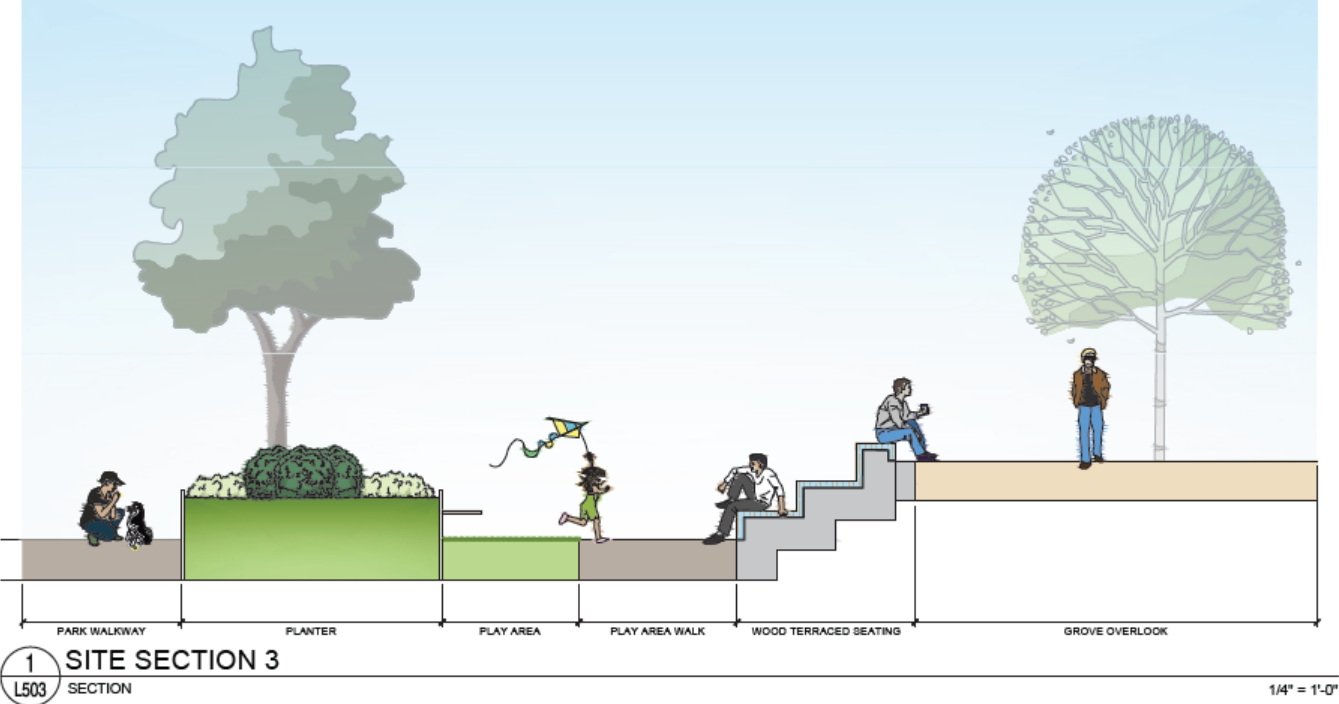 PARK WALKWAY
PLANTER
PLAY AREA
PLAY AREA WALK
WOOD TERRACED SEATING
GROVE OVERLOOK
1
L503
SITE SECTION 3
SECTION
1/4" = 1'-0"